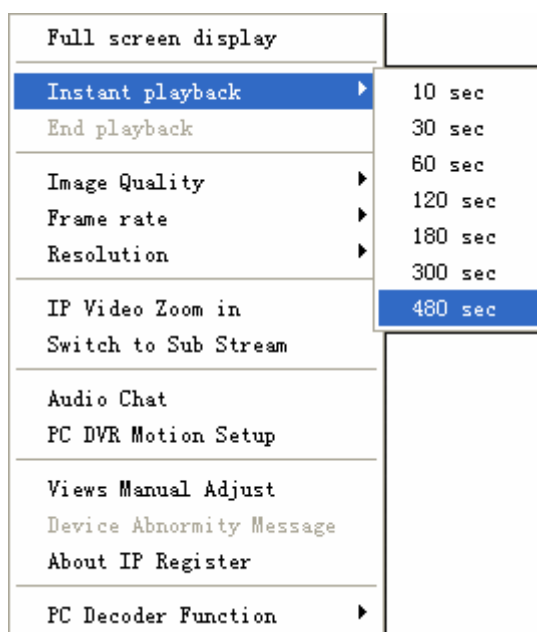 Full screen display
Instant playback
End playback
Image Quality
Frame rate
Resolution
IP Video Zoom in
Switch to Sub Stream
Audio Chat
PC DVR Motion Setup
Views Manual Adjust
Device Abnormity Message
About IP Register
PC Decoder Function
10 sec
30 sec
60 sec
120 sec
180 sec
300 sec
480 sec